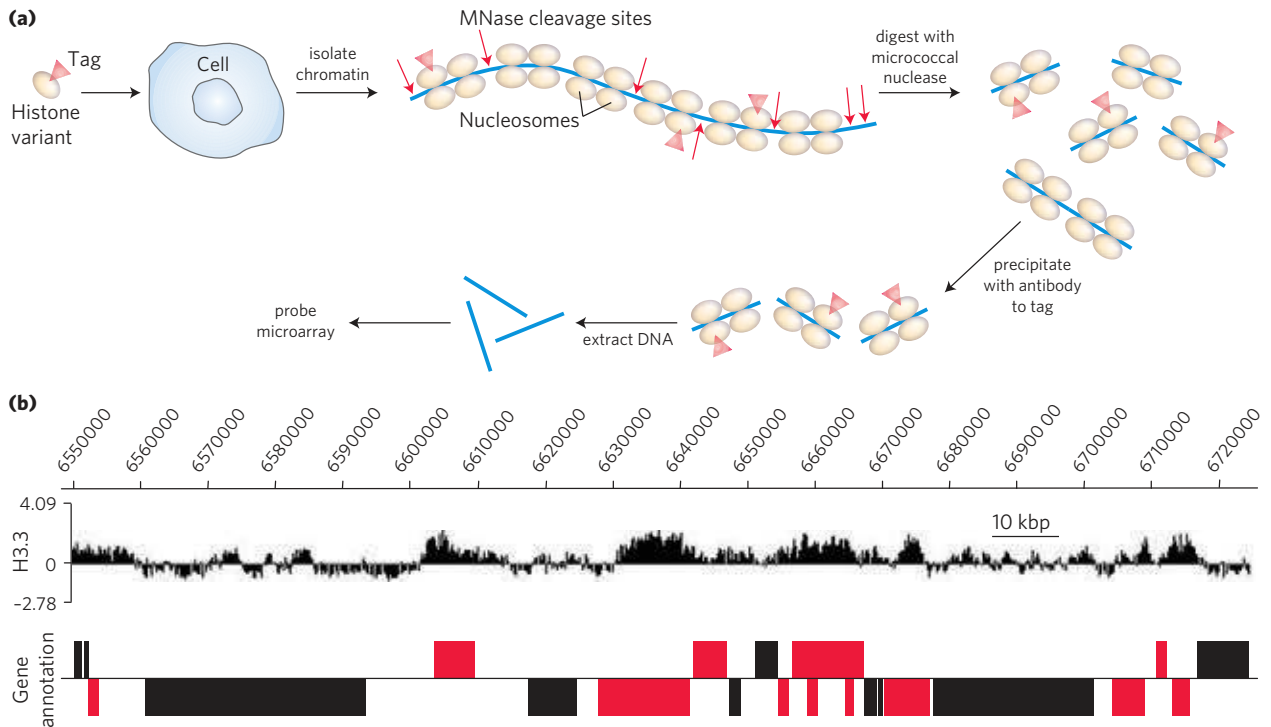 (a)
Tag
Histone
variant
Cell
isolate
chromatin
MNase cleavage sites
Nucleosomes
digest with
micrococcal
nuclease
precipitate
with antibody
to tag
extract DNA
probe
microarray
(b)
6550000
6560000
6570000
6580000
6590000
6600000
6610000
6620000
6630000
6640000
6650000
6660000
6670000
6680000
66900 00
6700000
6710000
6720000
4.09
H3.3
0
–2.78
10 kbp
Gene
annotation